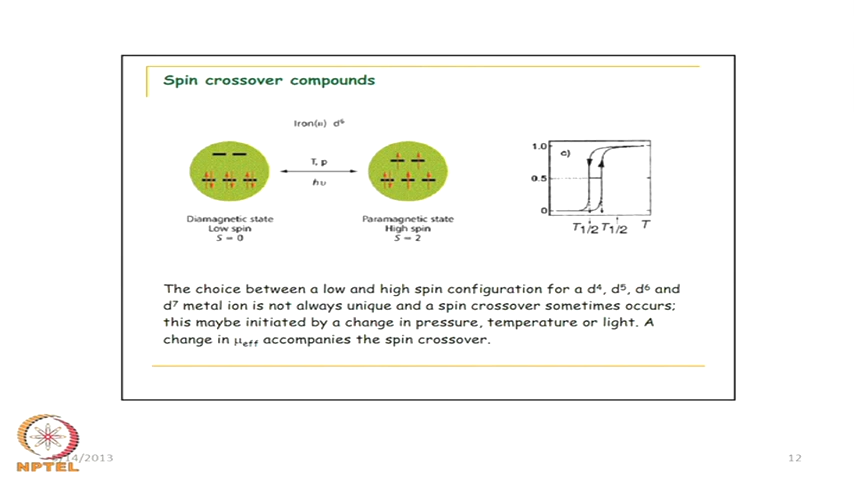 Spin crossover compounds
Iron(II) d⁶
T, p
hυ
Diamagnetic state
Low spin
S = 0
Paramagnetic state
High spin
S = 2
c)
1.0
0.5
0
T1/2 T1/2 T
The choice between a low and high spin configuration for a d⁴, d⁵, d⁶ and
d⁷ metal ion is not always unique and a spin crossover sometimes occurs;
this maybe initiated by a change in pressure, temperature or light. A
change in μeff accompanies the spin crossover.
NPTEL
/14/2013
12